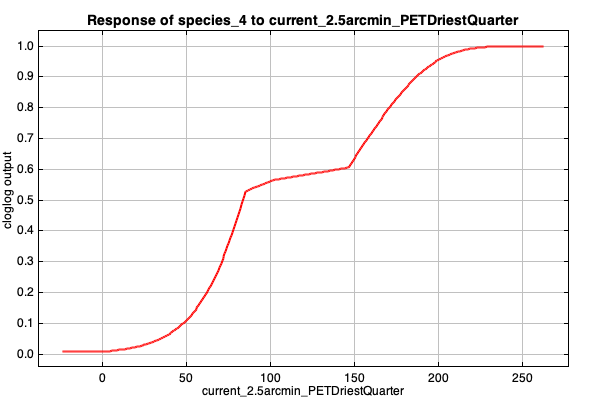 Response of species_4 to current_2.5arcmin_PETDriestQuarter
1.0
0.9
0.8
0.7
0.6
0.5
0.4
0.3
0.2
0.1
0.0
cloglog output
0 50 100 150 200 250
current_2.5arcmin_PETDriestQuarter